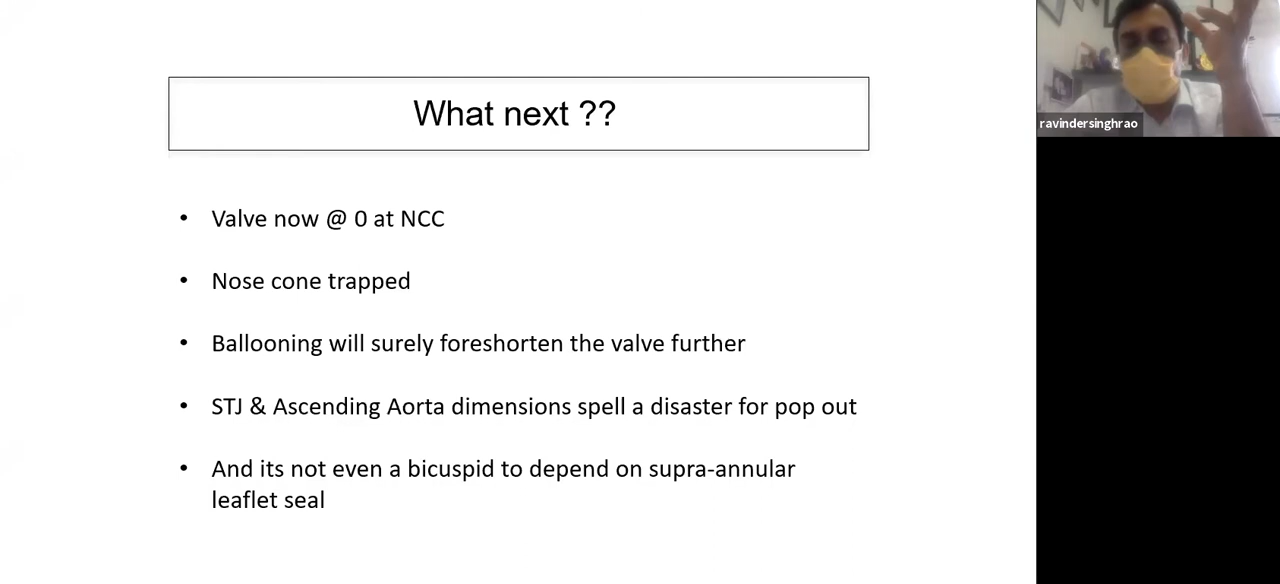 What next ??
• Valve now @ 0 at NCC
• Nose cone trapped
• Ballooning will surely foreshorten the valve further
• STJ & Ascending Aorta dimensions spell a disaster for pop out
• And its not even a bicuspid to depend on supra-annular
leaflet seal
ravindersinghrao